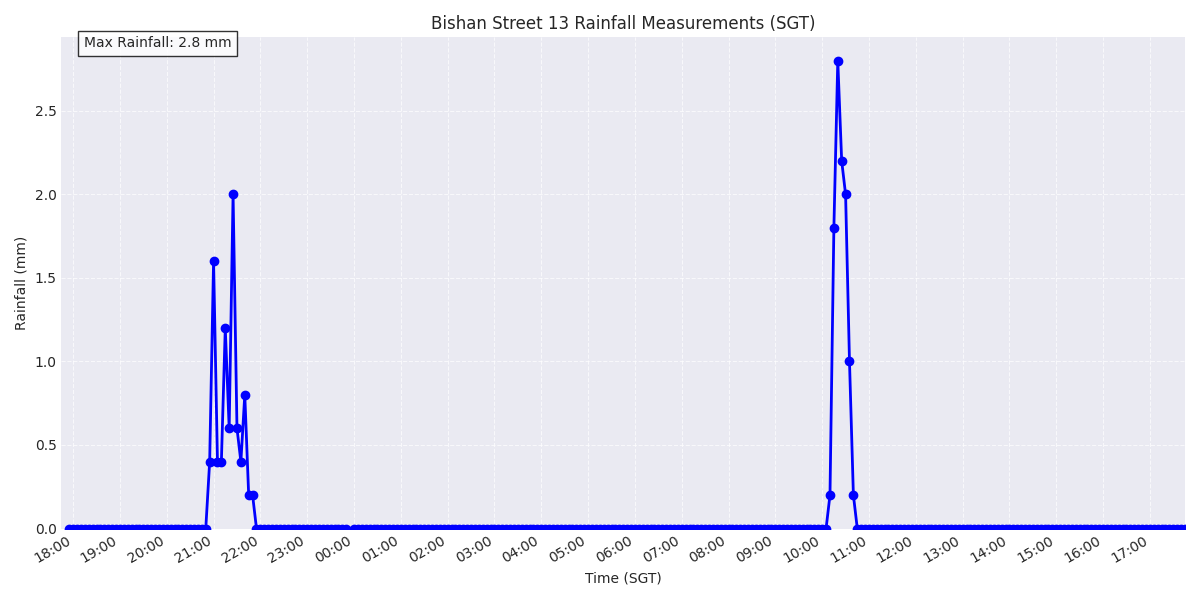 Bishan Street 13 Rainfall Measurements (SGT)
Max Rainfall: 2.8 mm
Rainfall (mm)
2.5
2.0
1.5
1.0
0.5
0.0
18:00 19:00 20:00 21:00 22:00 23:00 00:00 01:00 02:00 03:00 04:00 05:00 06:00 07:00 08:00 09:00 10:00 11:00 12:00 13:00 14:00 15:00 16:00 17:00
Time (SGT)